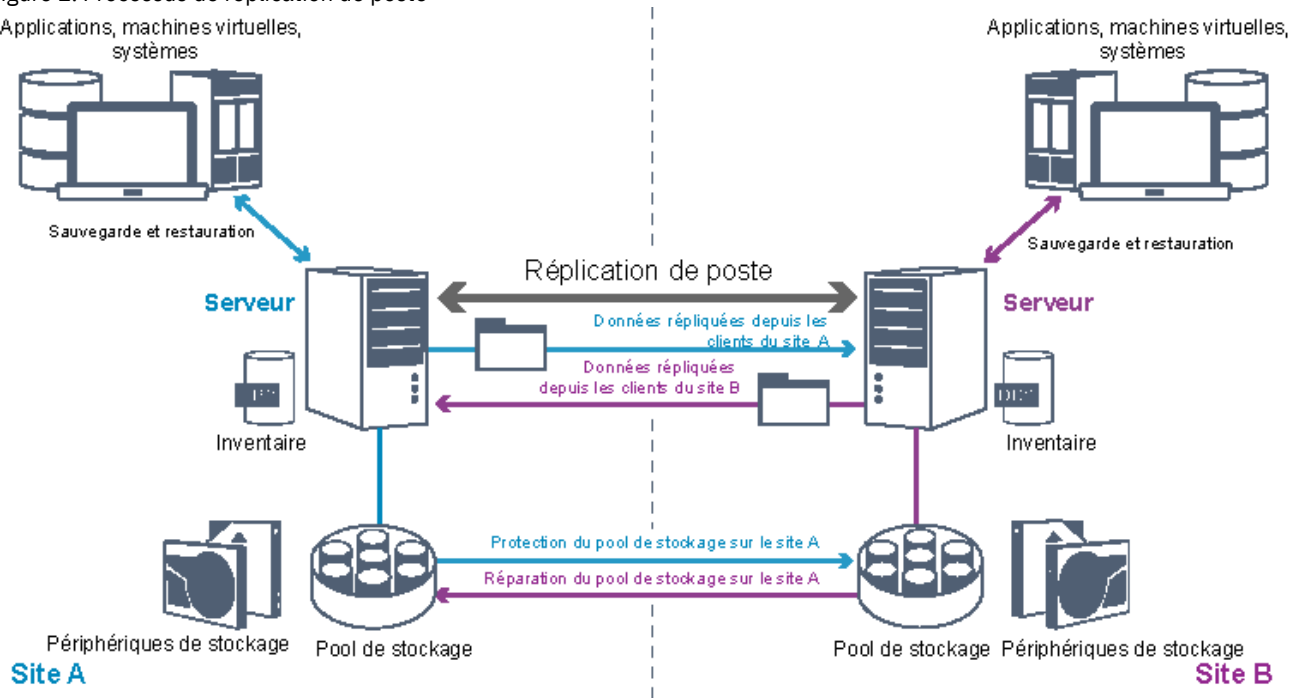 Applications, machines virtuelles,
systèmes
Applications, machines virtuelles,
systèmes
Sauvegarde et restauration
Sauvegarde et restauration
Réplication de poste
Serveur
Serveur
Données répliquées depuis les
clients du site A
Données répliquées
depuis les clients du site B
Inventaire
Inventaire
Protection du pool de stockage sur le site A
Réparation du pool de stockage sur le site A
Périphériques de stockage
Pool de stockage
Pool de stockage
Périphériques de stockage
Site A
Site B